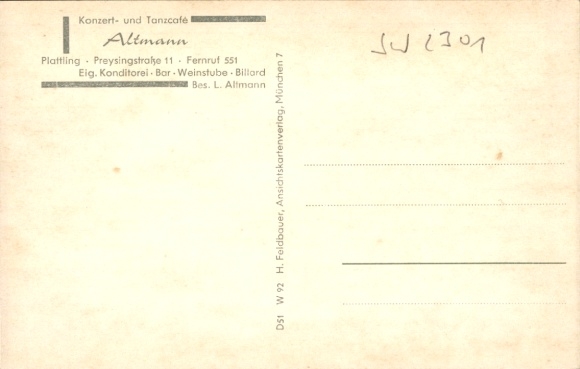 Konzert- und Tanzcafé
Altmann
Plattling · Preysingstraße 11 · Fernruf 551
Eig. Konditorei · Bar · Weinstube · Billard
Bes. L. Altmann
D51 W 92 H. Feldbauer, Ansichtskartenverlag, München 7